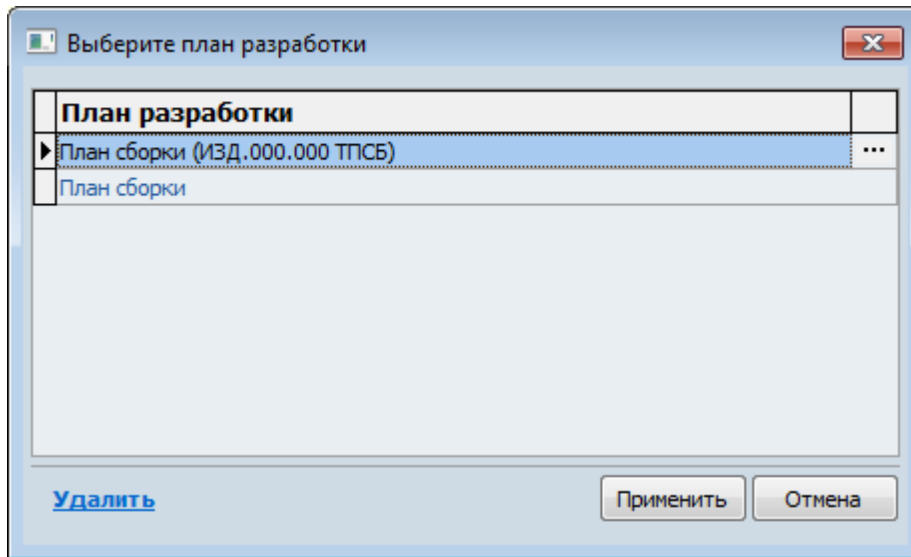 Выберите план разработки
План разработки
План сборки (ИЗД.000.000 ТПСБ) ...
План сборки
Удалить Применить Отмена